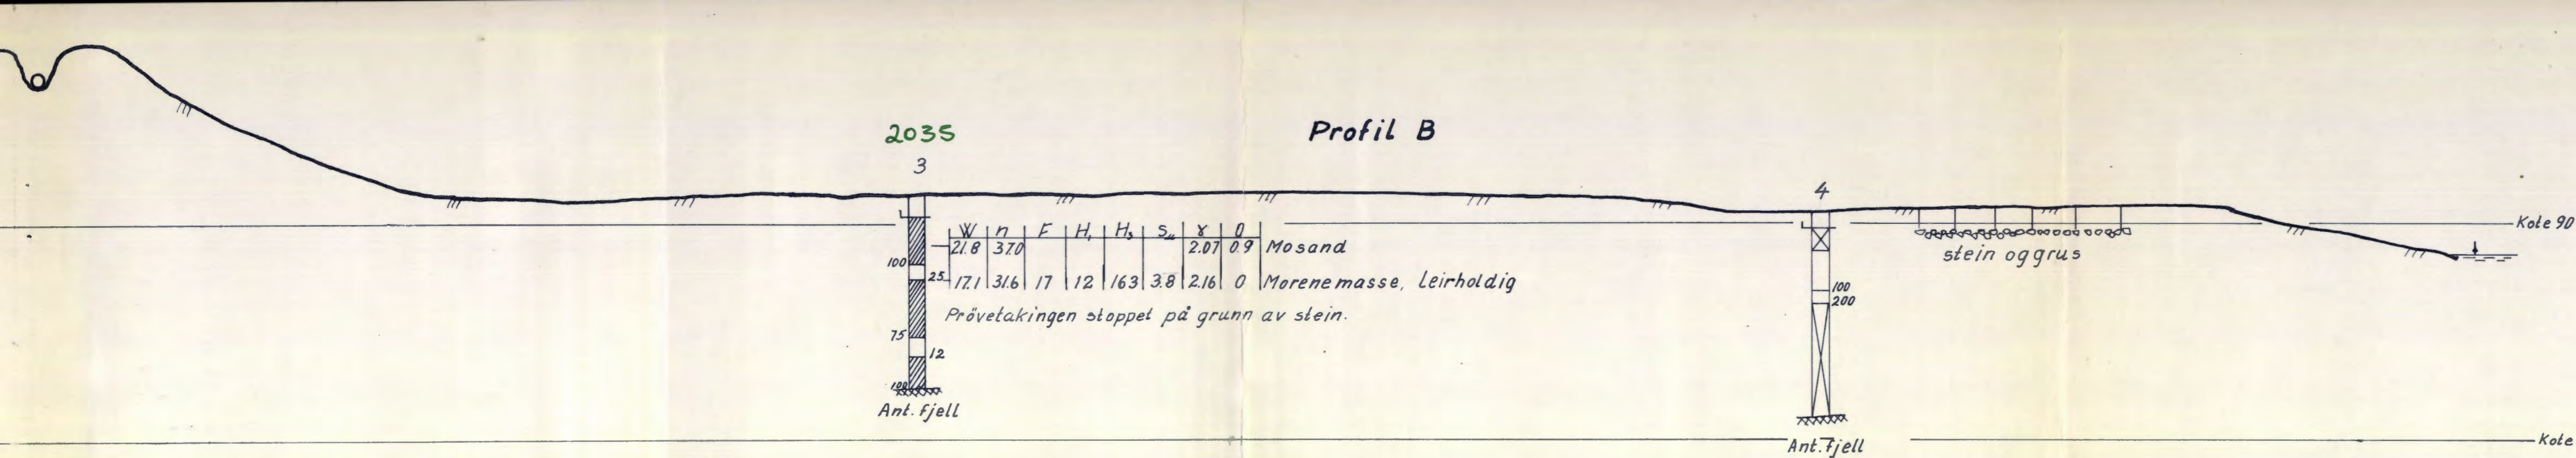 2035
Profil B
3
4
Kote 90
W n F H₁ H₃ S𝓊 γ O
21.8 37.0 2.07 0.9 Mosand
stein og grus
100
25 17.1 31.6 17 12 163 3.8 2.16 0 Morenemasse, Leirholdig
100
200
Prövetakingen stoppet på grunn av stein.
75
12
100
Ant. fjell
Ant. fjell
Kote